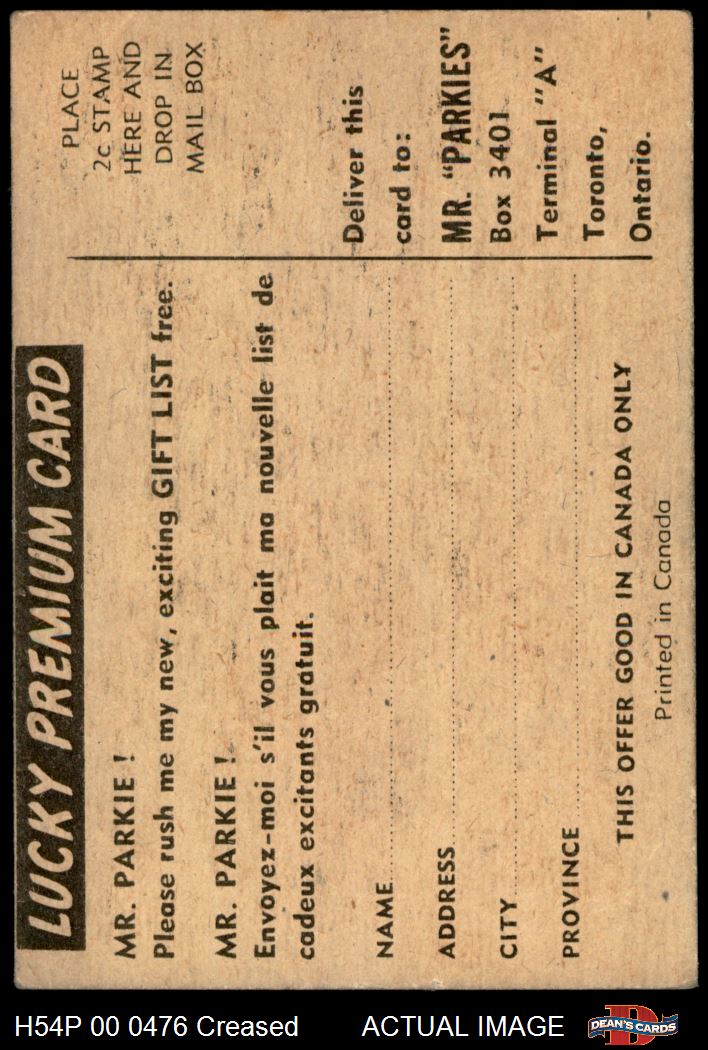 LUCKY PREMIUM CARD
MR. PARKIE !
Please rush me my new, exciting GIFT LIST free.
MR. PARKIE !
Envoyez-moi s'il vous plait ma nouvelle list de
cadeux excitants gratuit.
NAME
ADDRESS
CITY
PROVINCE
THIS OFFER GOOD IN CANADA ONLY
Printed in Canada
PLACE
2c STAMP
HERE AND
DROP IN
MAIL BOX
Deliver this
card to:
MR. "PARKIES"
Box 3401
Terminal "A"
Toronto,
Ontario.
H54P 00 0476 Creased ACTUAL IMAGE
D
DEAN'S CARDS